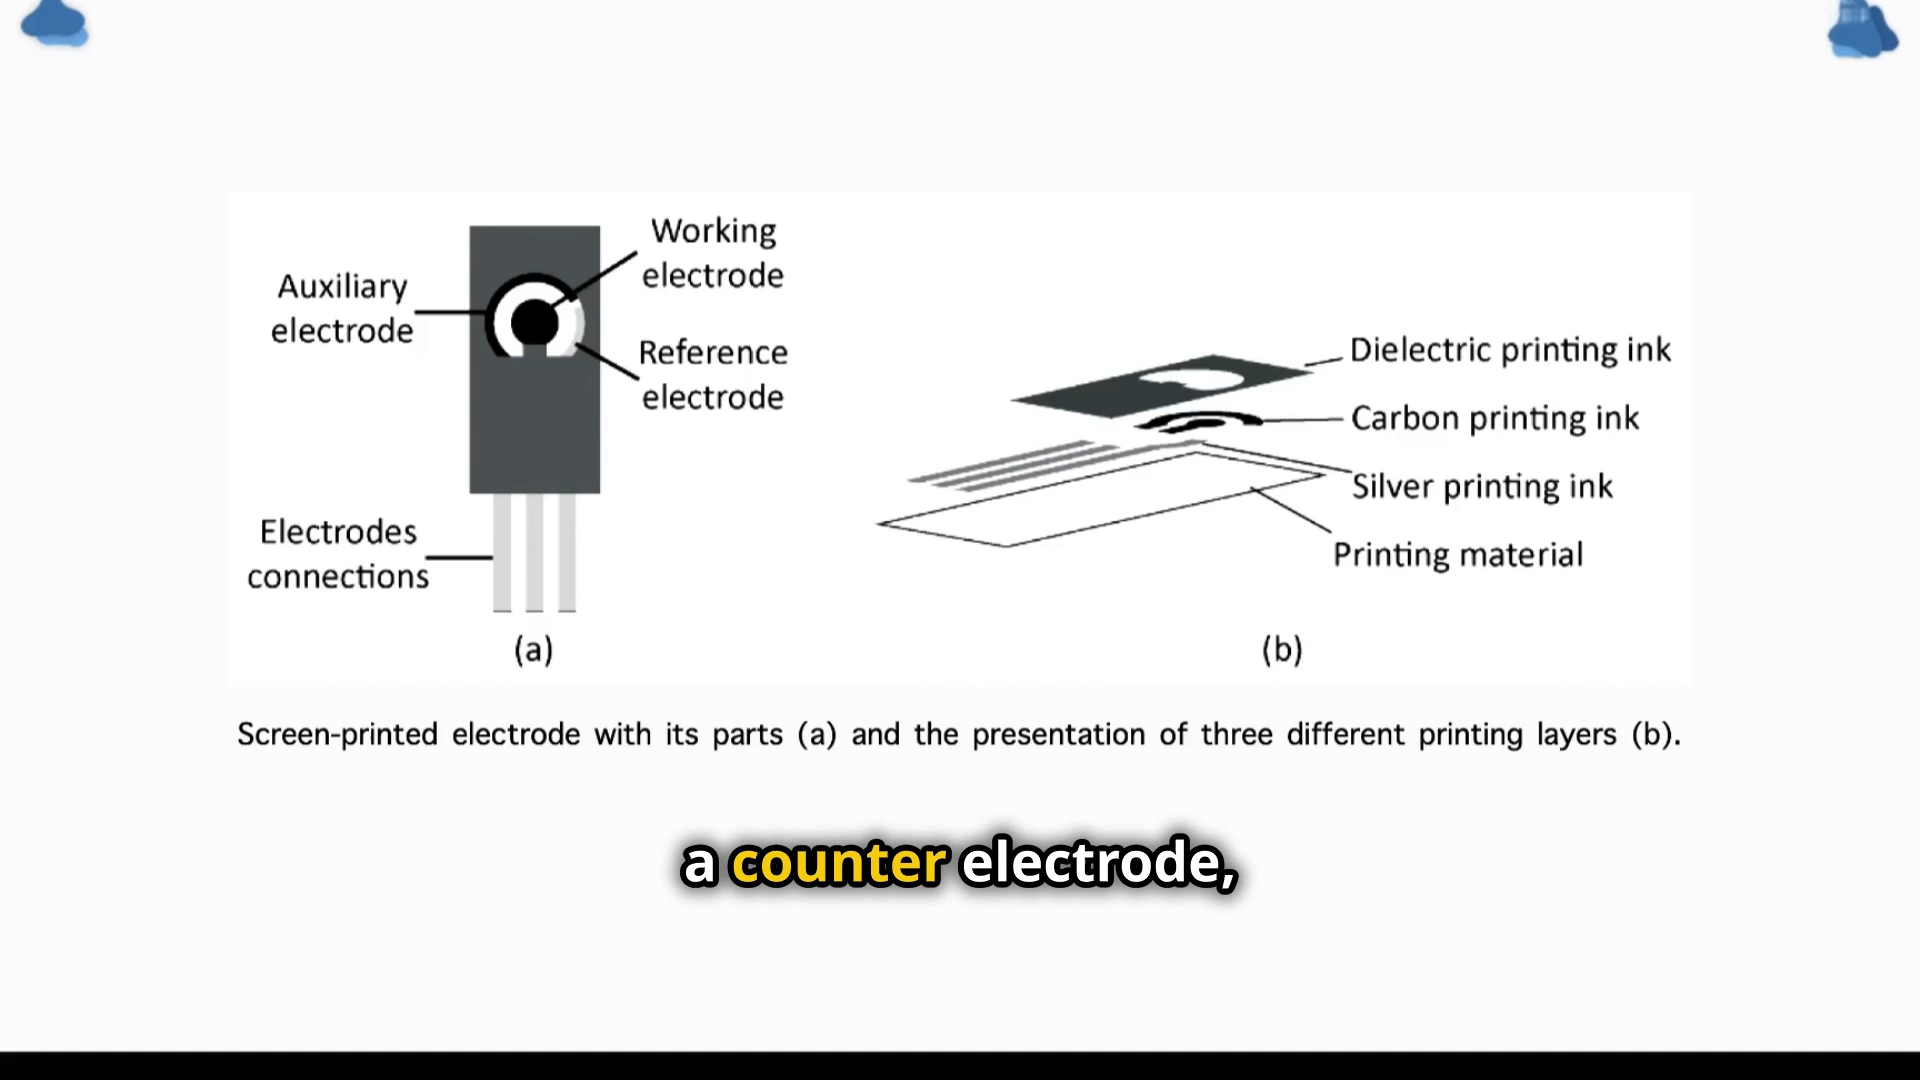 Auxiliary
electrode
Working
electrode
Reference
electrode
Electrodes
connections
(a)
Dielectric printing ink
Carbon printing ink
Silver printing ink
Printing material
(b)
Screen-printed electrode with its parts (a) and the presentation of three different printing layers (b).
a counter electrode,